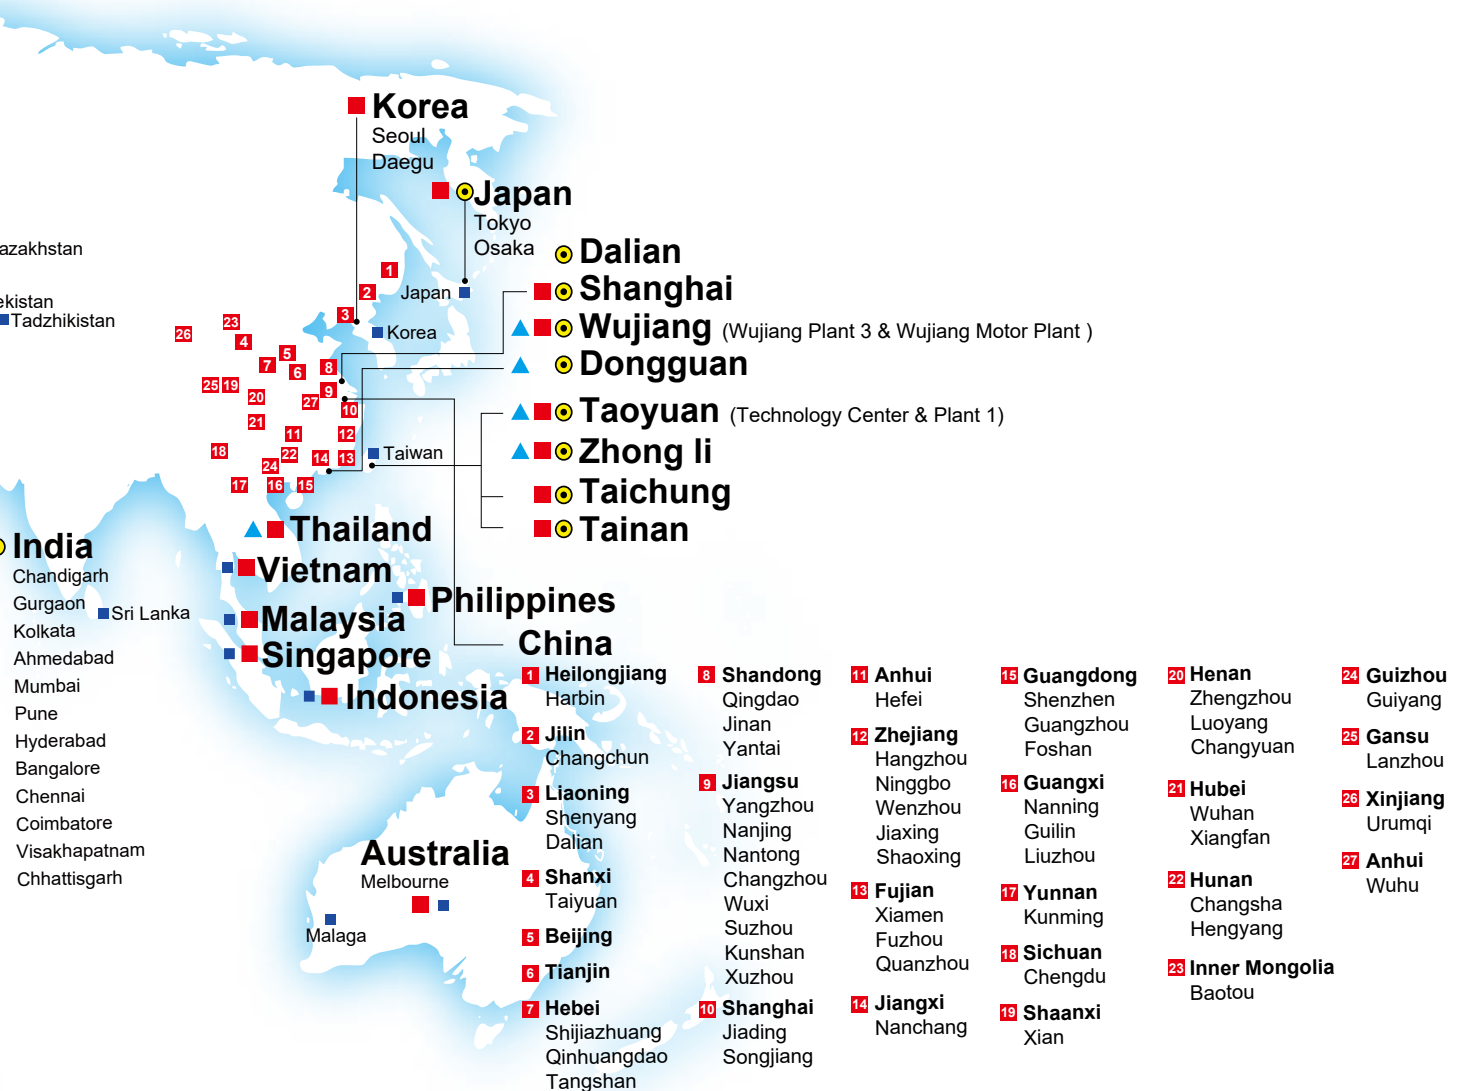 Korea
Seoul
Daegu
Japan
Tokyo
Osaka
azakhstan
ekistan
Tadzhikistan
Japan
Korea
Taiwan
1
2
3
23
26
4
5
7
6
8
25
19
9
20
27
10
21
11
12
18
22
14
13
24
17
16
15
Dalian
Shanghai
Wujiang (Wujiang Plant 3 & Wujiang Motor Plant )
Dongguan
Taoyuan (Technology Center & Plant 1)
Zhong li
Taichung
Tainan
Thailand
Vietnam
Philippines
Malaysia
Singapore
Indonesia
India
Chandigarh
Gurgaon
Kolkata
Ahmedabad
Mumbai
Pune
Hyderabad
Bangalore
Chennai
Coimbatore
Visakhapatnam
Chhattisgarh
Sri Lanka
Australia
Melbourne
Malaga
China
1 Heilongjiang
Harbin
2 Jilin
Changchun
3 Liaoning
Shenyang
Dalian
4 Shanxi
Taiyuan
5 Beijing
6 Tianjin
7 Hebei
Shijiazhuang
Qinhuangdao
Tangshan
8 Shandong
Qingdao
Jinan
Yantai
9 Jiangsu
Yangzhou
Nanjing
Nantong
Changzhou
Wuxi
Suzhou
Kunshan
Xuzhou
10 Shanghai
Jiading
Songjiang
11 Anhui
Hefei
12 Zhejiang
Hangzhou
Ninggbo
Wenzhou
Jiaxing
Shaoxing
13 Fujian
Xiamen
Fuzhou
Quanzhou
14 Jiangxi
Nanchang
15 Guangdong
Shenzhen
Guangzhou
Foshan
16 Guangxi
Nanning
Guilin
Liuzhou
17 Yunnan
Kunming
18 Sichuan
Chengdu
19 Shaanxi
Xian
20 Henan
Zhengzhou
Luoyang
Changyuan
21 Hubei
Wuhan
Xiangfan
22 Hunan
Changsha
Hengyang
23 Inner Mongolia
Baotou
24 Guizhou
Guiyang
25 Gansu
Lanzhou
26 Xinjiang
Urumqi
27 Anhui
Wuhu